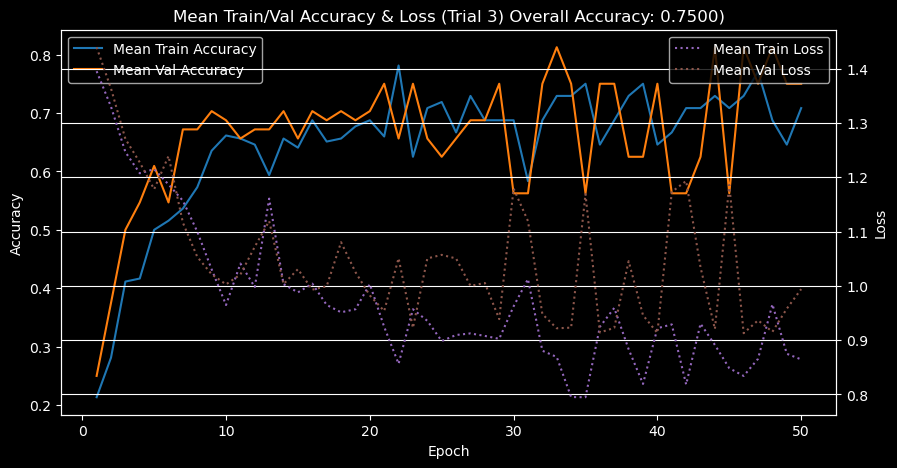 Mean Train/Val Accuracy & Loss (Trial 3) Overall Accuracy: 0.7500)
Mean Train Accuracy
Mean Val Accuracy
Mean Train Loss
Mean Val Loss
Accuracy
0.8
0.7
0.6
0.5
0.4
0.3
0.2
1.4
1.3
1.2
1.1
1.0
0.9
0.8
Loss
0
10
20
30
40
50
Epoch